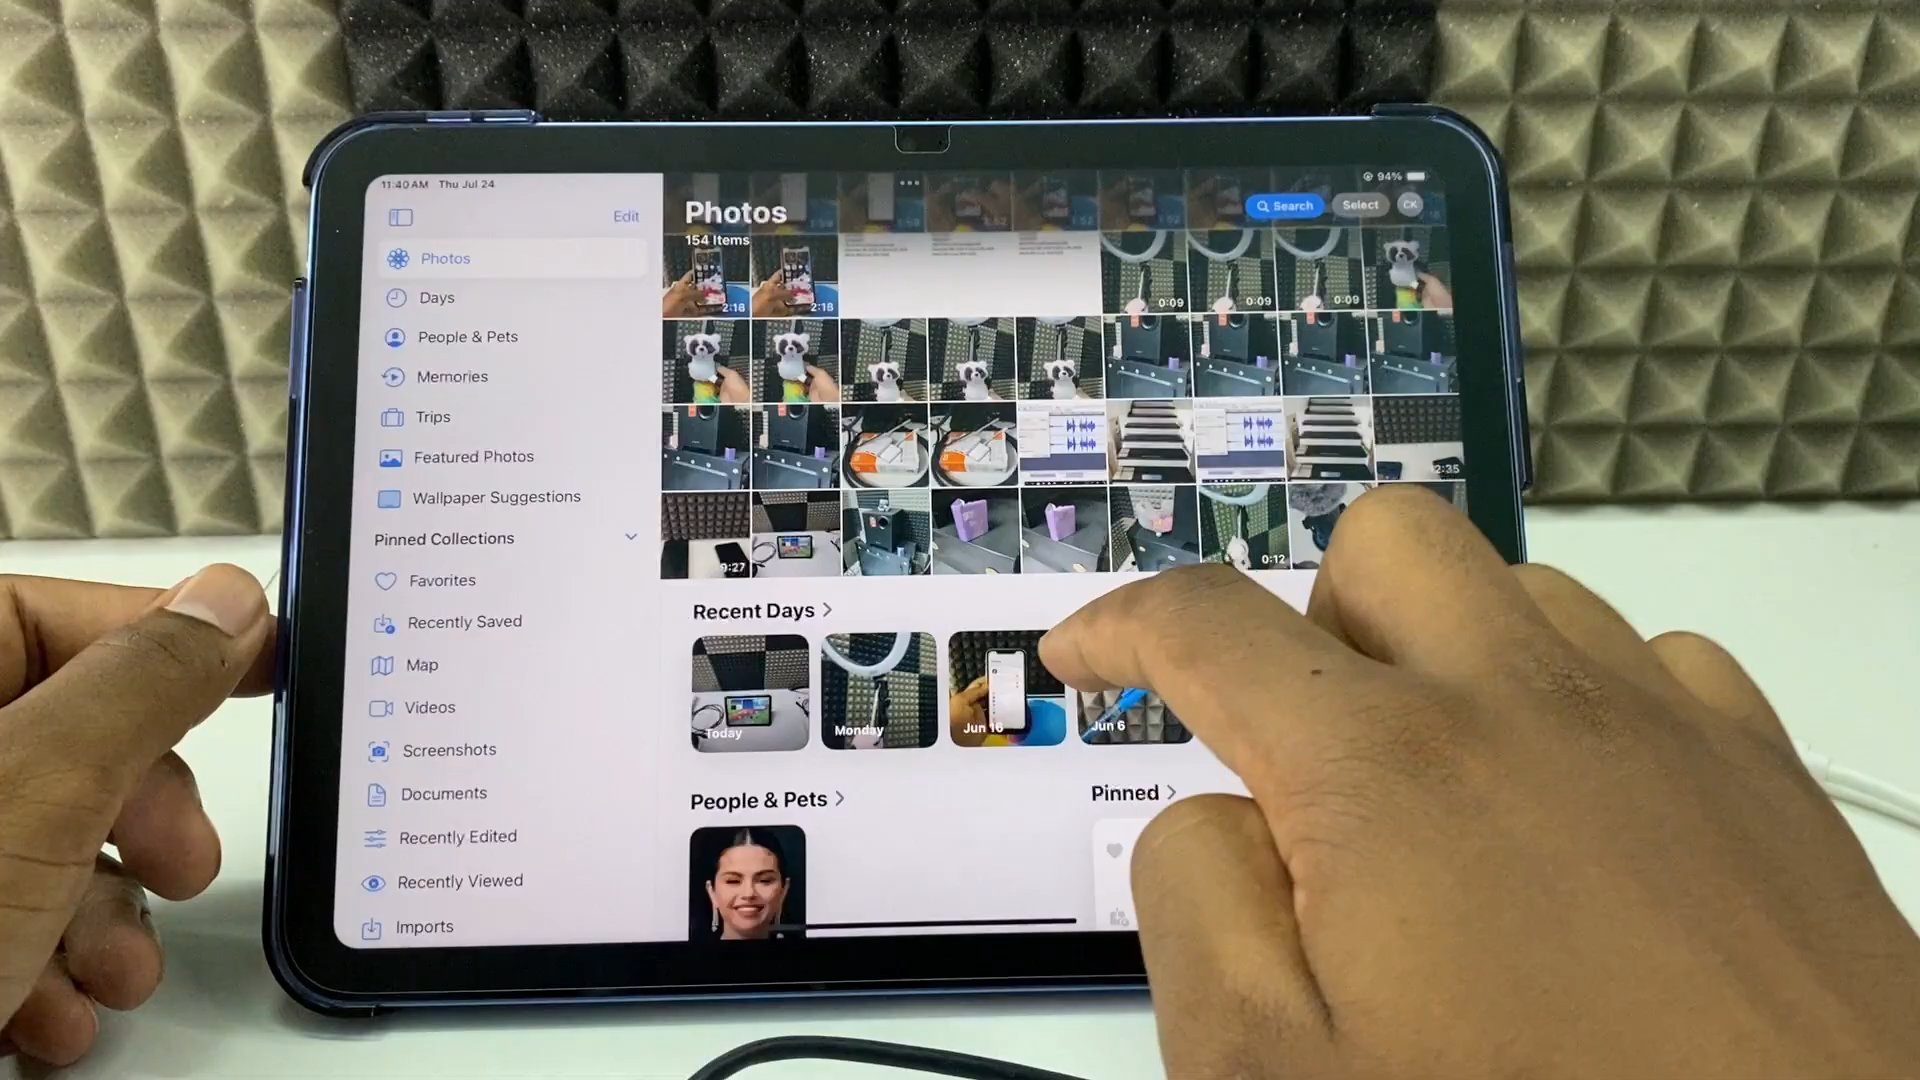 11:40 AM Thu Jul 24
94%
Edit
Photos
Days
People & Pets
Memories
Trips
Featured Photos
Wallpaper Suggestions
Pinned Collections
Favorites
Recently Saved
Map
Videos
Screenshots
Documents
Recently Edited
Recently Viewed
Imports
Photos
154 Items
Search
Select
CK
2:18
2:18
0:09
0:09
0:09
12:35
9:27
0:12
Recent Days
Today
Monday
Jun 16
Jun 6
People & Pets
Pinned